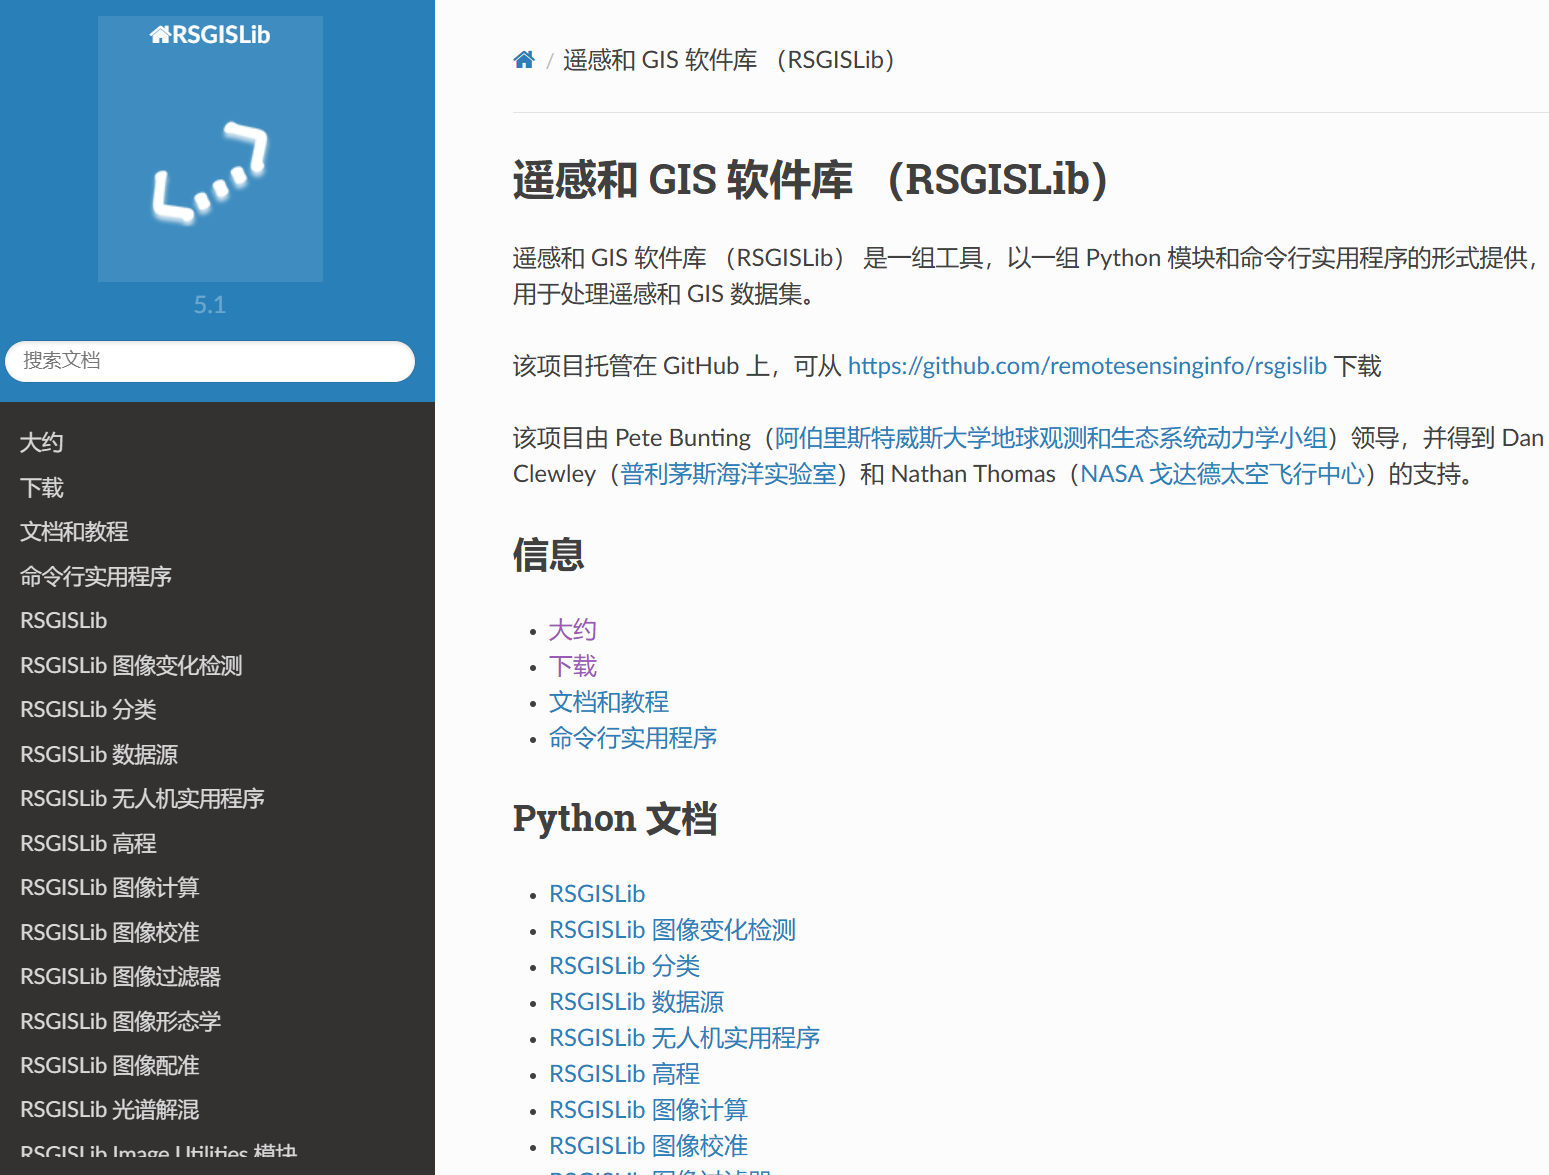 RSGISLib
5.1
搜索文档
大约
下载
文档和教程
命令行实用程序
RSGISLib
RSGISLib 图像变化检测
RSGISLib 分类
RSGISLib 数据源
RSGISLib 无人机实用程序
RSGISLib 高程
RSGISLib 图像计算
RSGISLib 图像校准
RSGISLib 图像过滤器
RSGISLib 图像形态学
RSGISLib 图像配准
RSGISLib 光谱解混
RSGISLib Image Utilities 模块
/ 遥感和 GIS 软件库 （RSGISLib）
遥感和 GIS 软件库 （RSGISLib）
遥感和 GIS 软件库 （RSGISLib） 是一组工具，以一组 Python 模块和命令行实用程序的形式提供，
用于处理遥感和 GIS 数据集。
该项目托管在 GitHub 上，可从 https://github.com/remotesensinginfo/rsgislib 下载
该项目由 Pete Bunting（阿伯里斯特威斯大学地球观测和生态系统动力学小组）领导，并得到 Dan
Clewley（普利茅斯海洋实验室）和 Nathan Thomas（NASA 戈达德太空飞行中心）的支持。
信息
• 大约
• 下载
• 文档和教程
• 命令行实用程序
Python 文档
• RSGISLib
• RSGISLib 图像变化检测
• RSGISLib 分类
• RSGISLib 数据源
• RSGISLib 无人机实用程序
• RSGISLib 高程
• RSGISLib 图像计算
• RSGISLib 图像校准
RSGISLib 图像过滤器